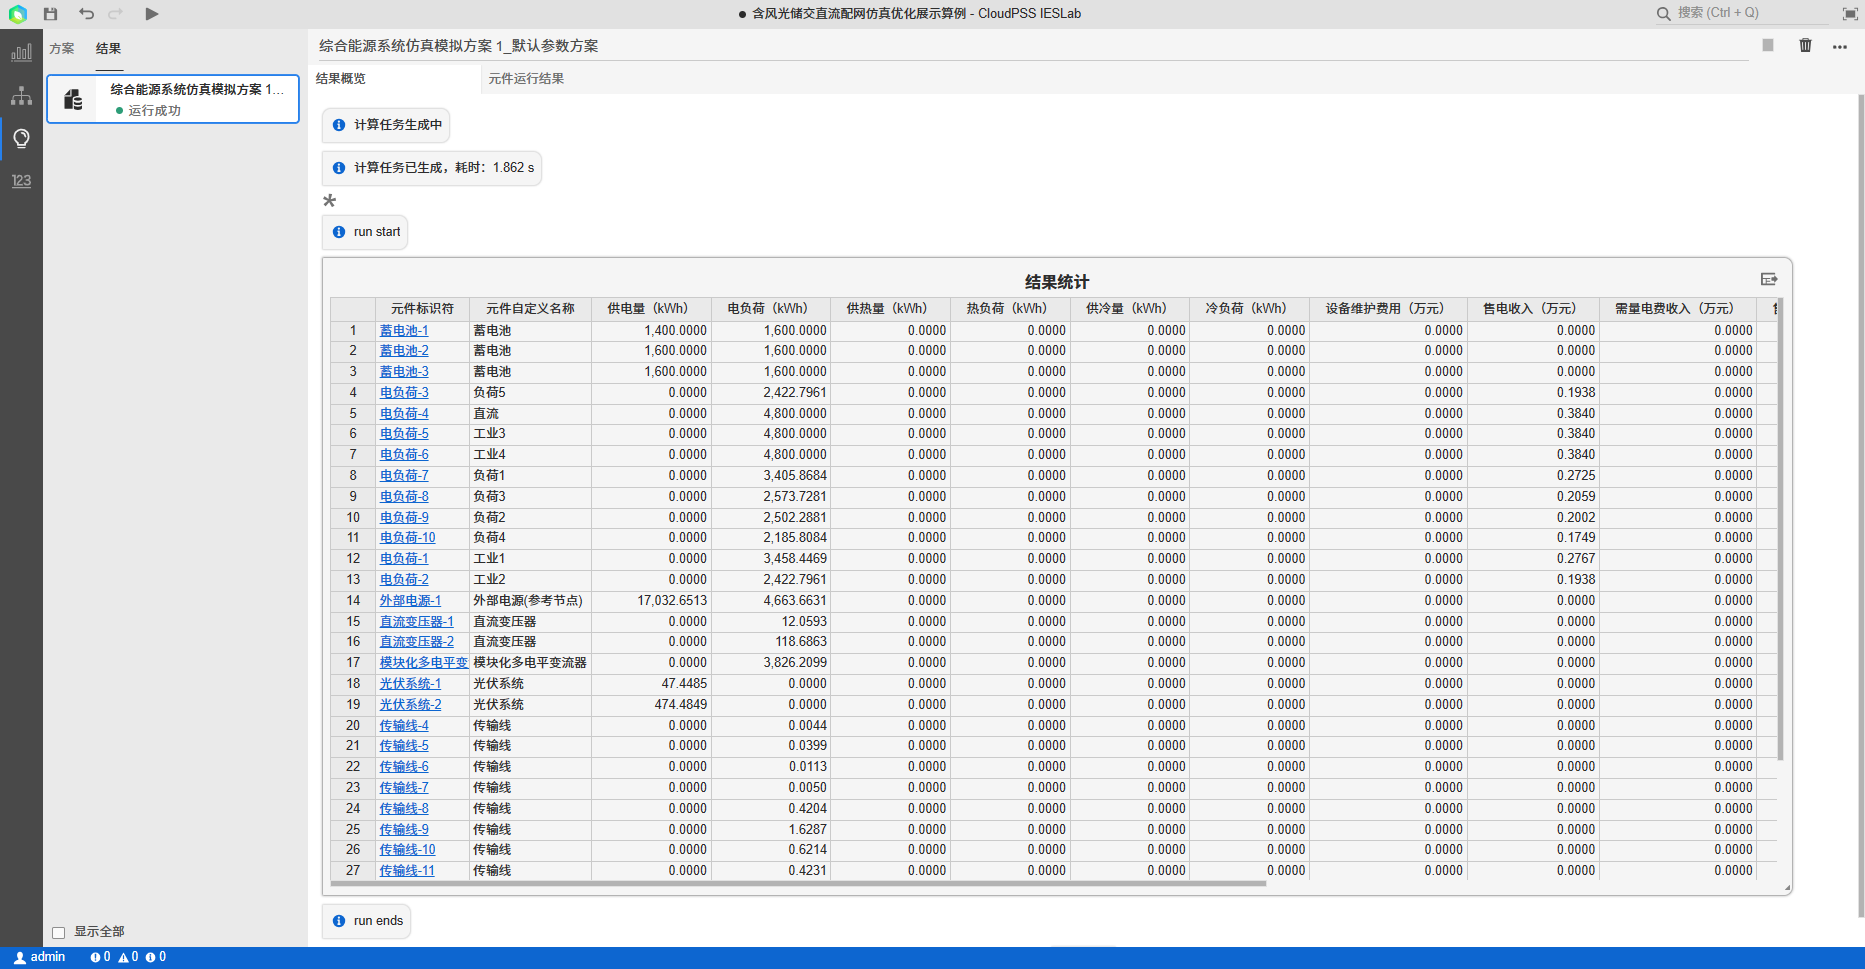 ● 含风光储交直流配网仿真优化展示算例 - CloudPSS IESLab
搜索 (Ctrl + Q)
方案 结果
综合能源系统仿真模拟方案 1...
运行成功
综合能源系统仿真模拟方案 1_默认参数方案
结果概览 元件运行结果
计算任务生成中
计算任务已生成，耗时：1.862 s
*
run start
结果统计
元件标识符 元件自定义名称 供电量（kWh） 电负荷（kWh） 供热量（kWh） 热负荷（kWh） 供冷量（kWh） 冷负荷（kWh） 设备维护费用（万元） 售电收入（万元） 需量电费收入（万元）
1 蓄电池-1 蓄电池 1,400.0000 1,600.0000 0.0000 0.0000 0.0000 0.0000 0.0000 0.0000 0.0000
2 蓄电池-2 蓄电池 1,600.0000 1,600.0000 0.0000 0.0000 0.0000 0.0000 0.0000 0.0000 0.0000
3 蓄电池-3 蓄电池 1,600.0000 1,600.0000 0.0000 0.0000 0.0000 0.0000 0.0000 0.0000 0.0000
4 电负荷-3 负荷5 0.0000 2,422.7961 0.0000 0.0000 0.0000 0.0000 0.0000 0.1938 0.0000
5 电负荷-4 直流 0.0000 4,800.0000 0.0000 0.0000 0.0000 0.0000 0.0000 0.3840 0.0000
6 电负荷-5 工业3 0.0000 4,800.0000 0.0000 0.0000 0.0000 0.0000 0.0000 0.3840 0.0000
7 电负荷-6 工业4 0.0000 4,800.0000 0.0000 0.0000 0.0000 0.0000 0.0000 0.3840 0.0000
8 电负荷-7 负荷1 0.0000 3,405.8684 0.0000 0.0000 0.0000 0.0000 0.0000 0.2725 0.0000
9 电负荷-8 负荷3 0.0000 2,573.7281 0.0000 0.0000 0.0000 0.0000 0.0000 0.2059 0.0000
10 电负荷-9 负荷2 0.0000 2,502.2881 0.0000 0.0000 0.0000 0.0000 0.0000 0.2002 0.0000
11 电负荷-10 负荷4 0.0000 2,185.8084 0.0000 0.0000 0.0000 0.0000 0.0000 0.1749 0.0000
12 电负荷-1 工业1 0.0000 3,458.4469 0.0000 0.0000 0.0000 0.0000 0.0000 0.2767 0.0000
13 电负荷-2 工业2 0.0000 2,422.7961 0.0000 0.0000 0.0000 0.0000 0.0000 0.1938 0.0000
14 外部电源-1 外部电源(参考节点) 17,032.6513 4,663.6631 0.0000 0.0000 0.0000 0.0000 0.0000 0.0000 0.0000
15 直流变压器-1 直流变压器 0.0000 12.0593 0.0000 0.0000 0.0000 0.0000 0.0000 0.0000 0.0000
16 直流变压器-2 直流变压器 0.0000 118.6863 0.0000 0.0000 0.0000 0.0000 0.0000 0.0000 0.0000
17 模块化多电平变 模块化多电平变流器 0.0000 3,826.2099 0.0000 0.0000 0.0000 0.0000 0.0000 0.0000 0.0000
18 光伏系统-1 光伏系统 47.4485 0.0000 0.0000 0.0000 0.0000 0.0000 0.0000 0.0000 0.0000
19 光伏系统-2 光伏系统 474.4849 0.0000 0.0000 0.0000 0.0000 0.0000 0.0000 0.0000 0.0000
20 传输线-4 传输线 0.0000 0.0044 0.0000 0.0000 0.0000 0.0000 0.0000 0.0000 0.0000
21 传输线-5 传输线 0.0000 0.0399 0.0000 0.0000 0.0000 0.0000 0.0000 0.0000 0.0000
22 传输线-6 传输线 0.0000 0.0113 0.0000 0.0000 0.0000 0.0000 0.0000 0.0000 0.0000
23 传输线-7 传输线 0.0000 0.0050 0.0000 0.0000 0.0000 0.0000 0.0000 0.0000 0.0000
24 传输线-8 传输线 0.0000 0.4204 0.0000 0.0000 0.0000 0.0000 0.0000 0.0000 0.0000
25 传输线-9 传输线 0.0000 1.6287 0.0000 0.0000 0.0000 0.0000 0.0000 0.0000 0.0000
26 传输线-10 传输线 0.0000 0.6214 0.0000 0.0000 0.0000 0.0000 0.0000 0.0000 0.0000
27 传输线-11 传输线 0.0000 0.4231 0.0000 0.0000 0.0000 0.0000 0.0000 0.0000 0.0000
run ends
123
显示全部
admin 0 0 0